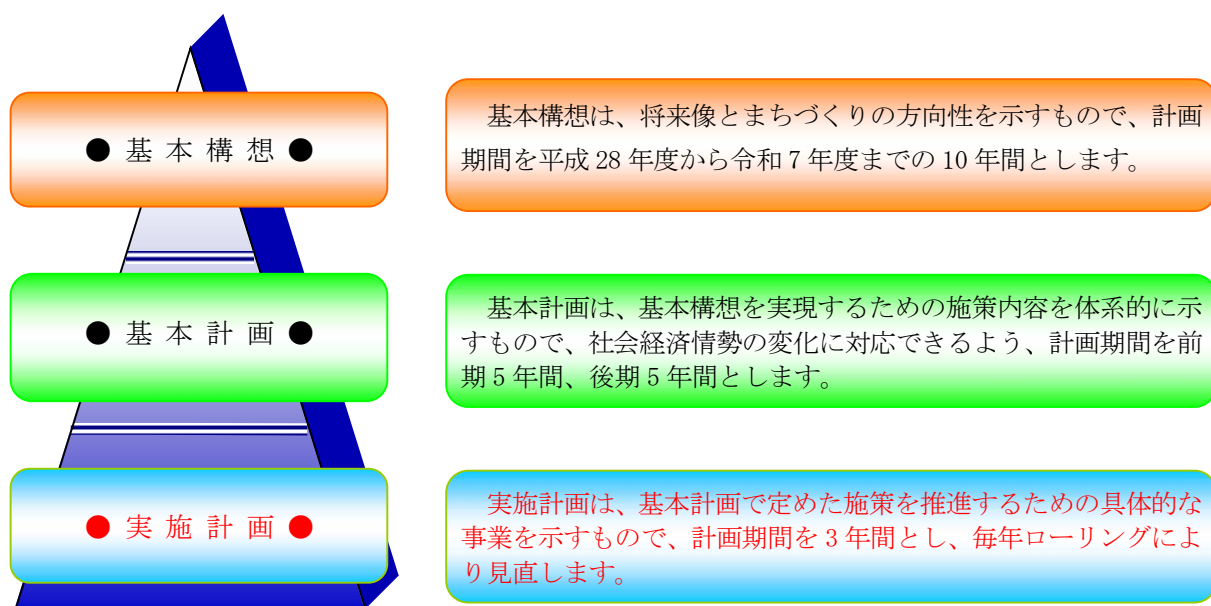 ● 基 本 構 想 ●
基本構想は、将来像とまちづくりの方向性を示すもので、計画
期間を平成 28 年度から令和 7 年度までの 10 年間とします。
● 基 本 計 画 ●
基本計画は、基本構想を実現するための施策内容を体系的に示
すもので、社会経済情勢の変化に対応できるよう、計画期間を前
期 5 年間、後期 5 年間とします。
● 実 施 計 画 ●
実施計画は、基本計画で定めた施策を推進するための具体的な
事業を示すもので、計画期間を 3 年間とし、毎年ローリングによ
り見直します。